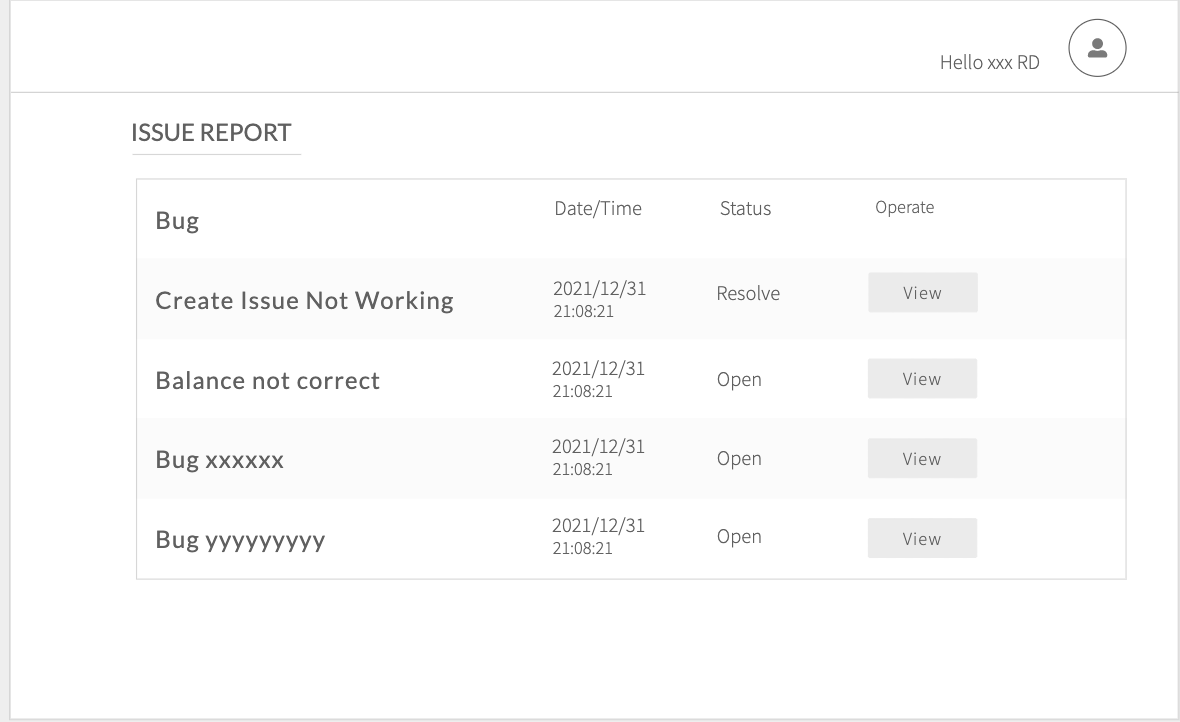 Hello xxx RD
ISSUE REPORT
Bug Date/Time Status Operate
Create Issue Not Working 2021/12/31 Resolve View
21:08:21
Balance not correct 2021/12/31 Open View
21:08:21
Bug xxxxxx 2021/12/31 Open View
21:08:21
Bug yyyyyyyyy 2021/12/31 Open View
21:08:21